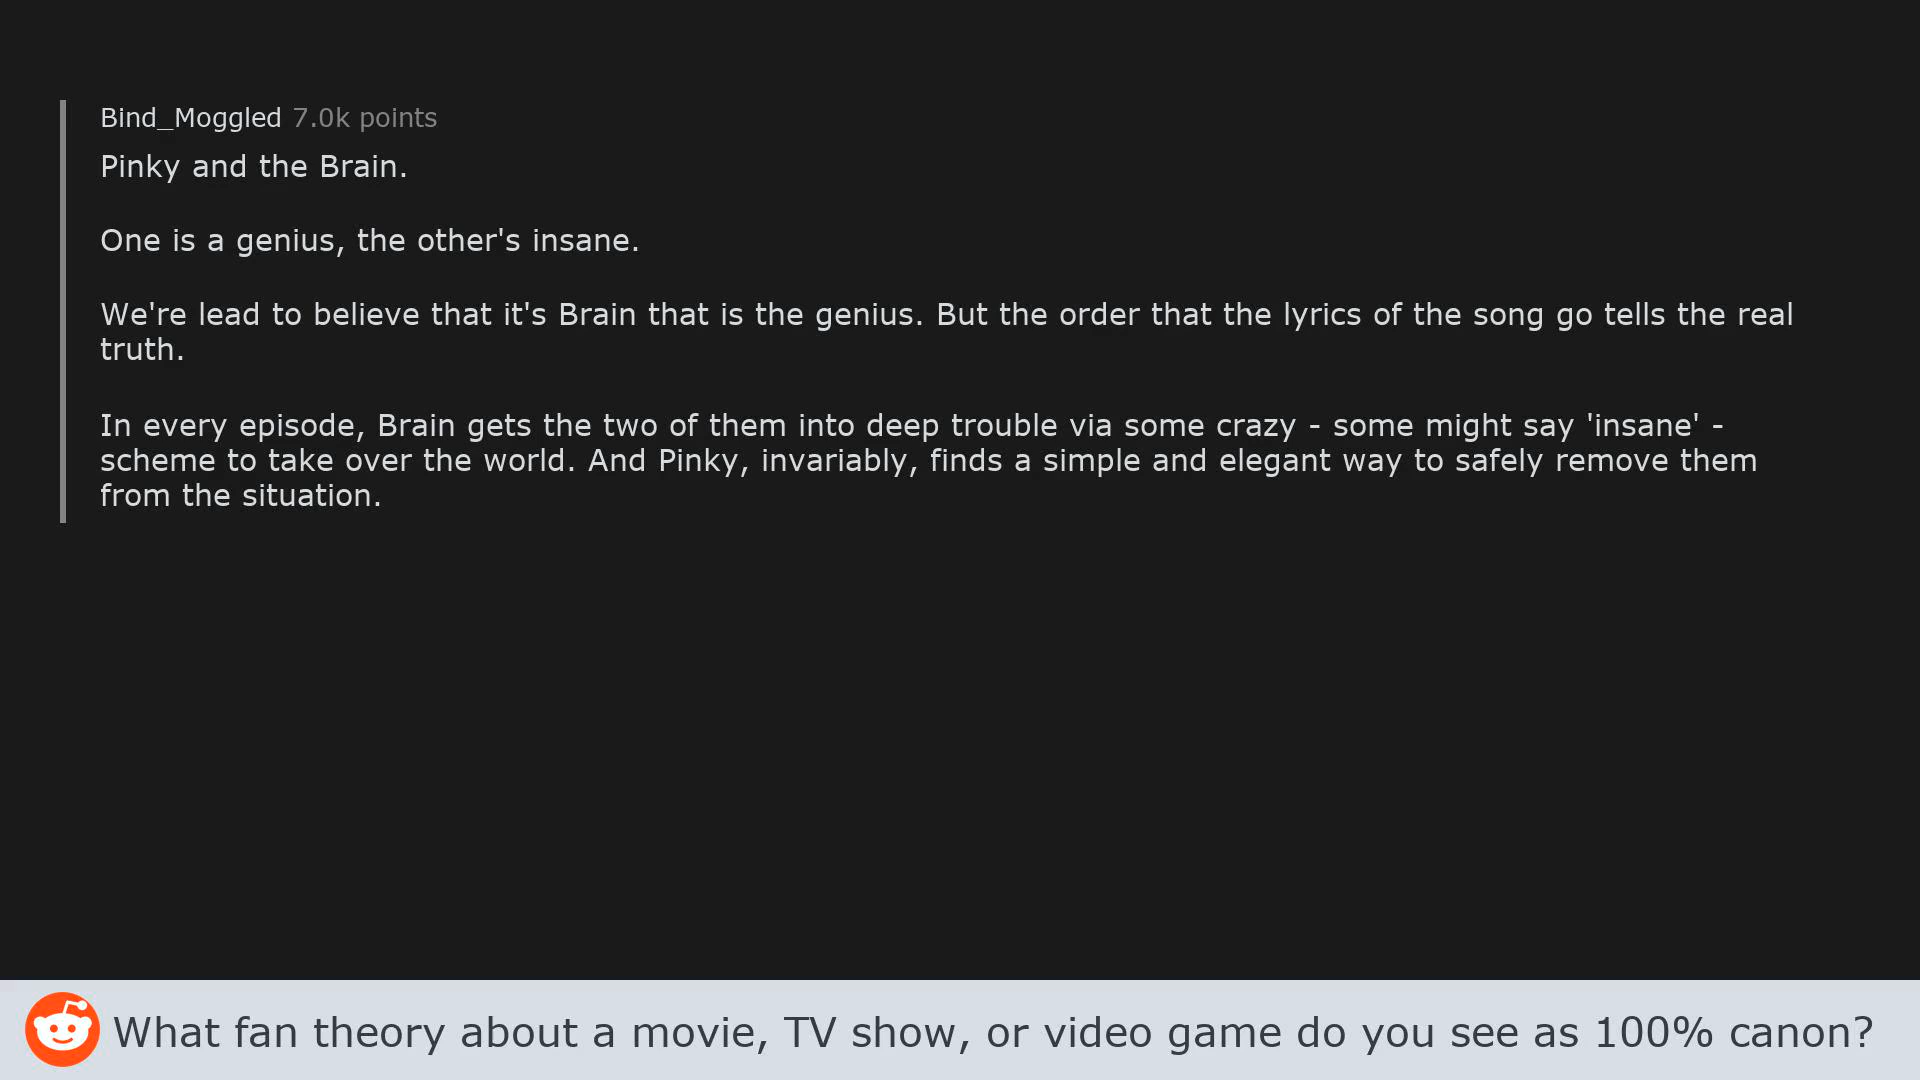 Bind_Moggled 7.0k points
Pinky and the Brain.
One is a genius, the other's insane.
We're lead to believe that it's Brain that is the genius. But the order that the lyrics of the song go tells the real
truth.
In every episode, Brain gets the two of them into deep trouble via some crazy - some might say 'insane' -
scheme to take over the world. And Pinky, invariably, finds a simple and elegant way to safely remove them
from the situation.
What fan theory about a movie, TV show, or video game do you see as 100% canon?